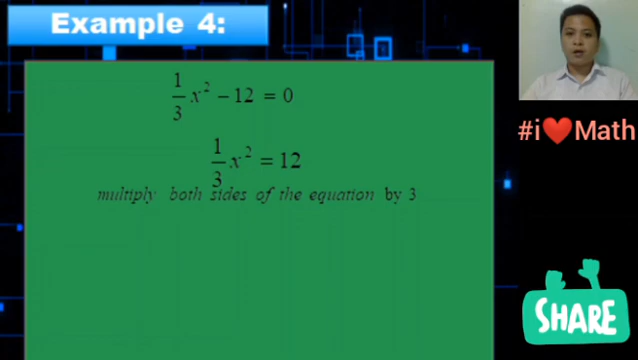 Example 4:
1/3 x² − 12 = 0
1/3 x² = 12
multiply both sides of the equation by 3
#i❤Math
SHARE